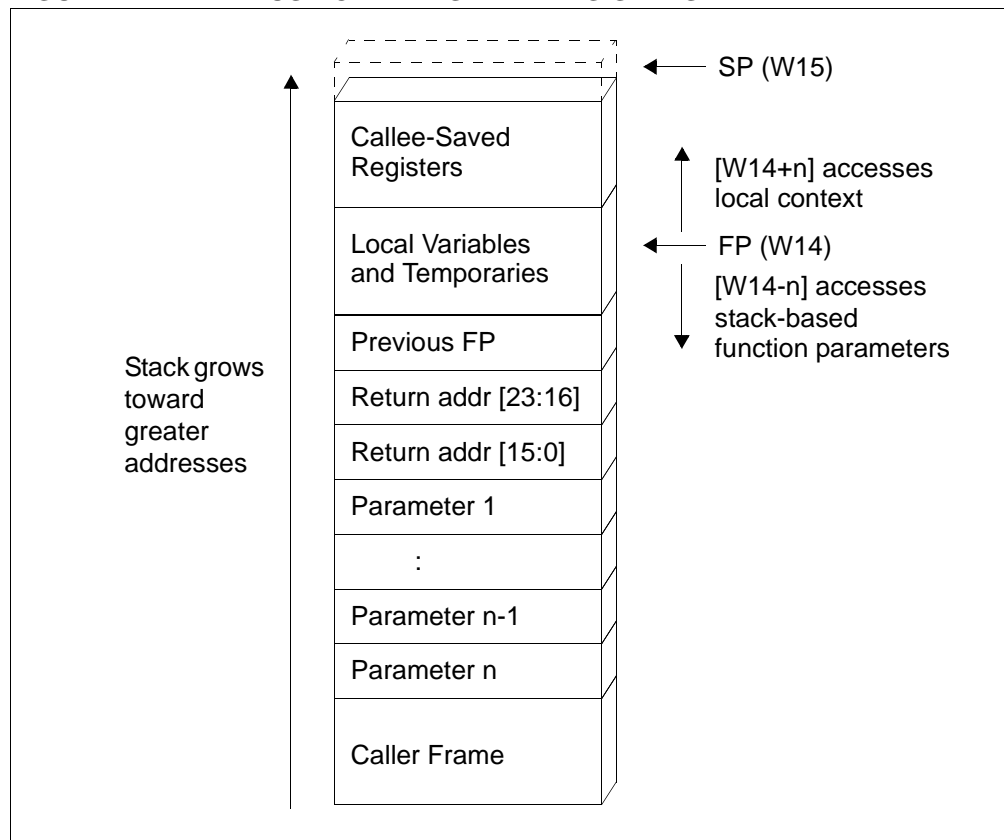 SP (W15)
Callee-Saved
Registers
[W14+n] accesses
local context
Local Variables
and Temporaries
FP (W14)
[W14-n] accesses
stack-based
function parameters
Previous FP
Stack grows
toward
greater
addresses
Return addr [23:16]
Return addr [15:0]
Parameter 1
:
Parameter n-1
Parameter n
Caller Frame